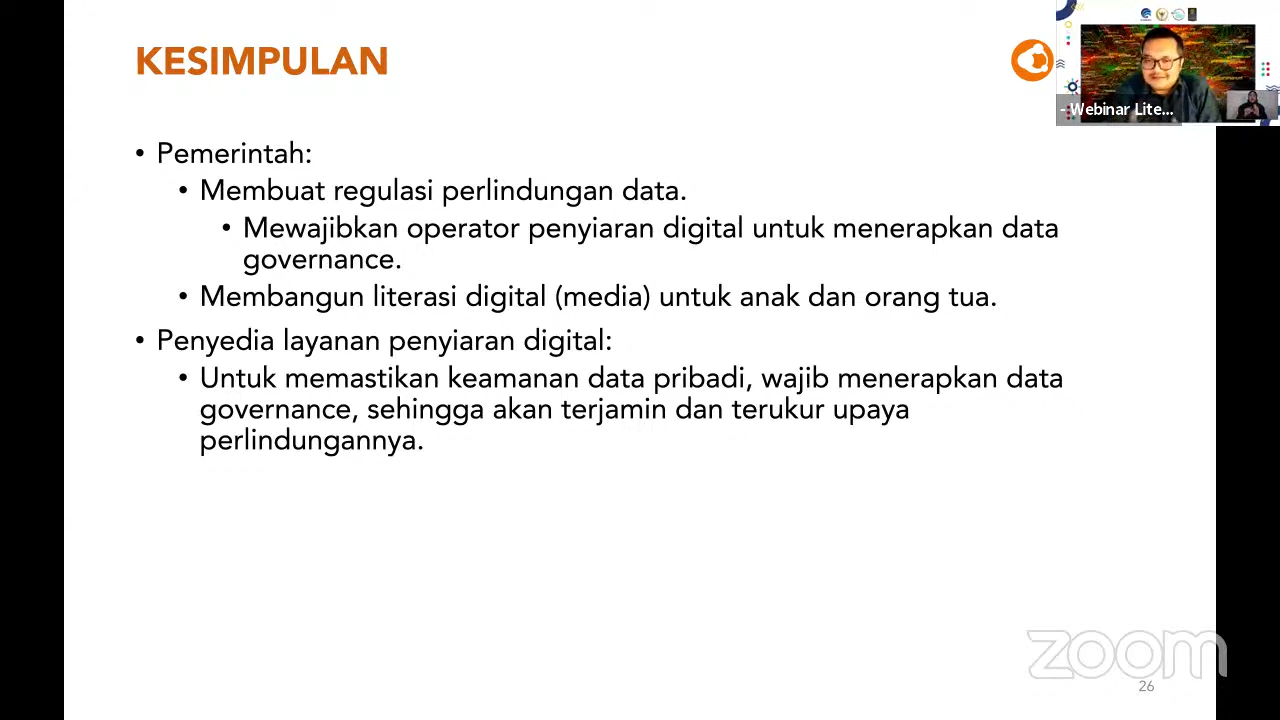 KESIMPULAN
- Webinar Lite...
• Pemerintah:
• Membuat regulasi perlindungan data.
• Mewajibkan operator penyiaran digital untuk menerapkan data
governance.
• Membangun literasi digital (media) untuk anak dan orang tua.
• Penyedia layanan penyiaran digital:
• Untuk memastikan keamanan data pribadi, wajib menerapkan data
governance, sehingga akan terjamin dan terukur upaya
perlindungannya.
zoom
26